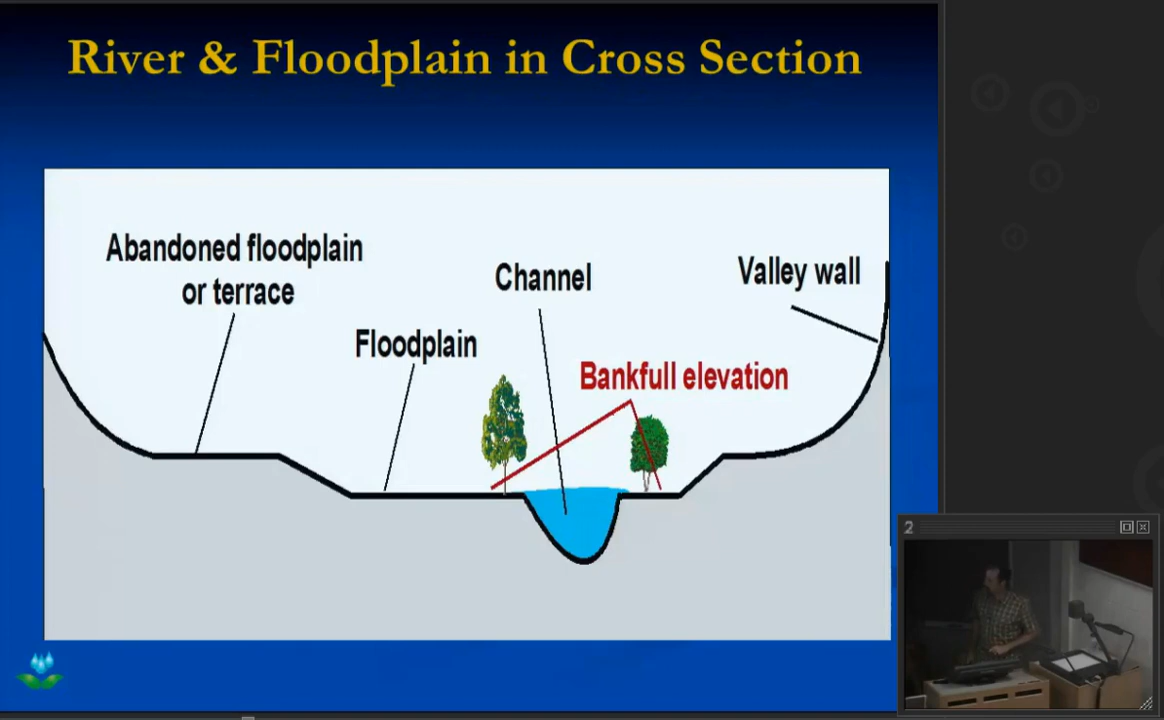 River & Floodplain in Cross Section
Abandoned floodplain
or terrace
Channel
Valley wall
Floodplain
Bankfull elevation
2